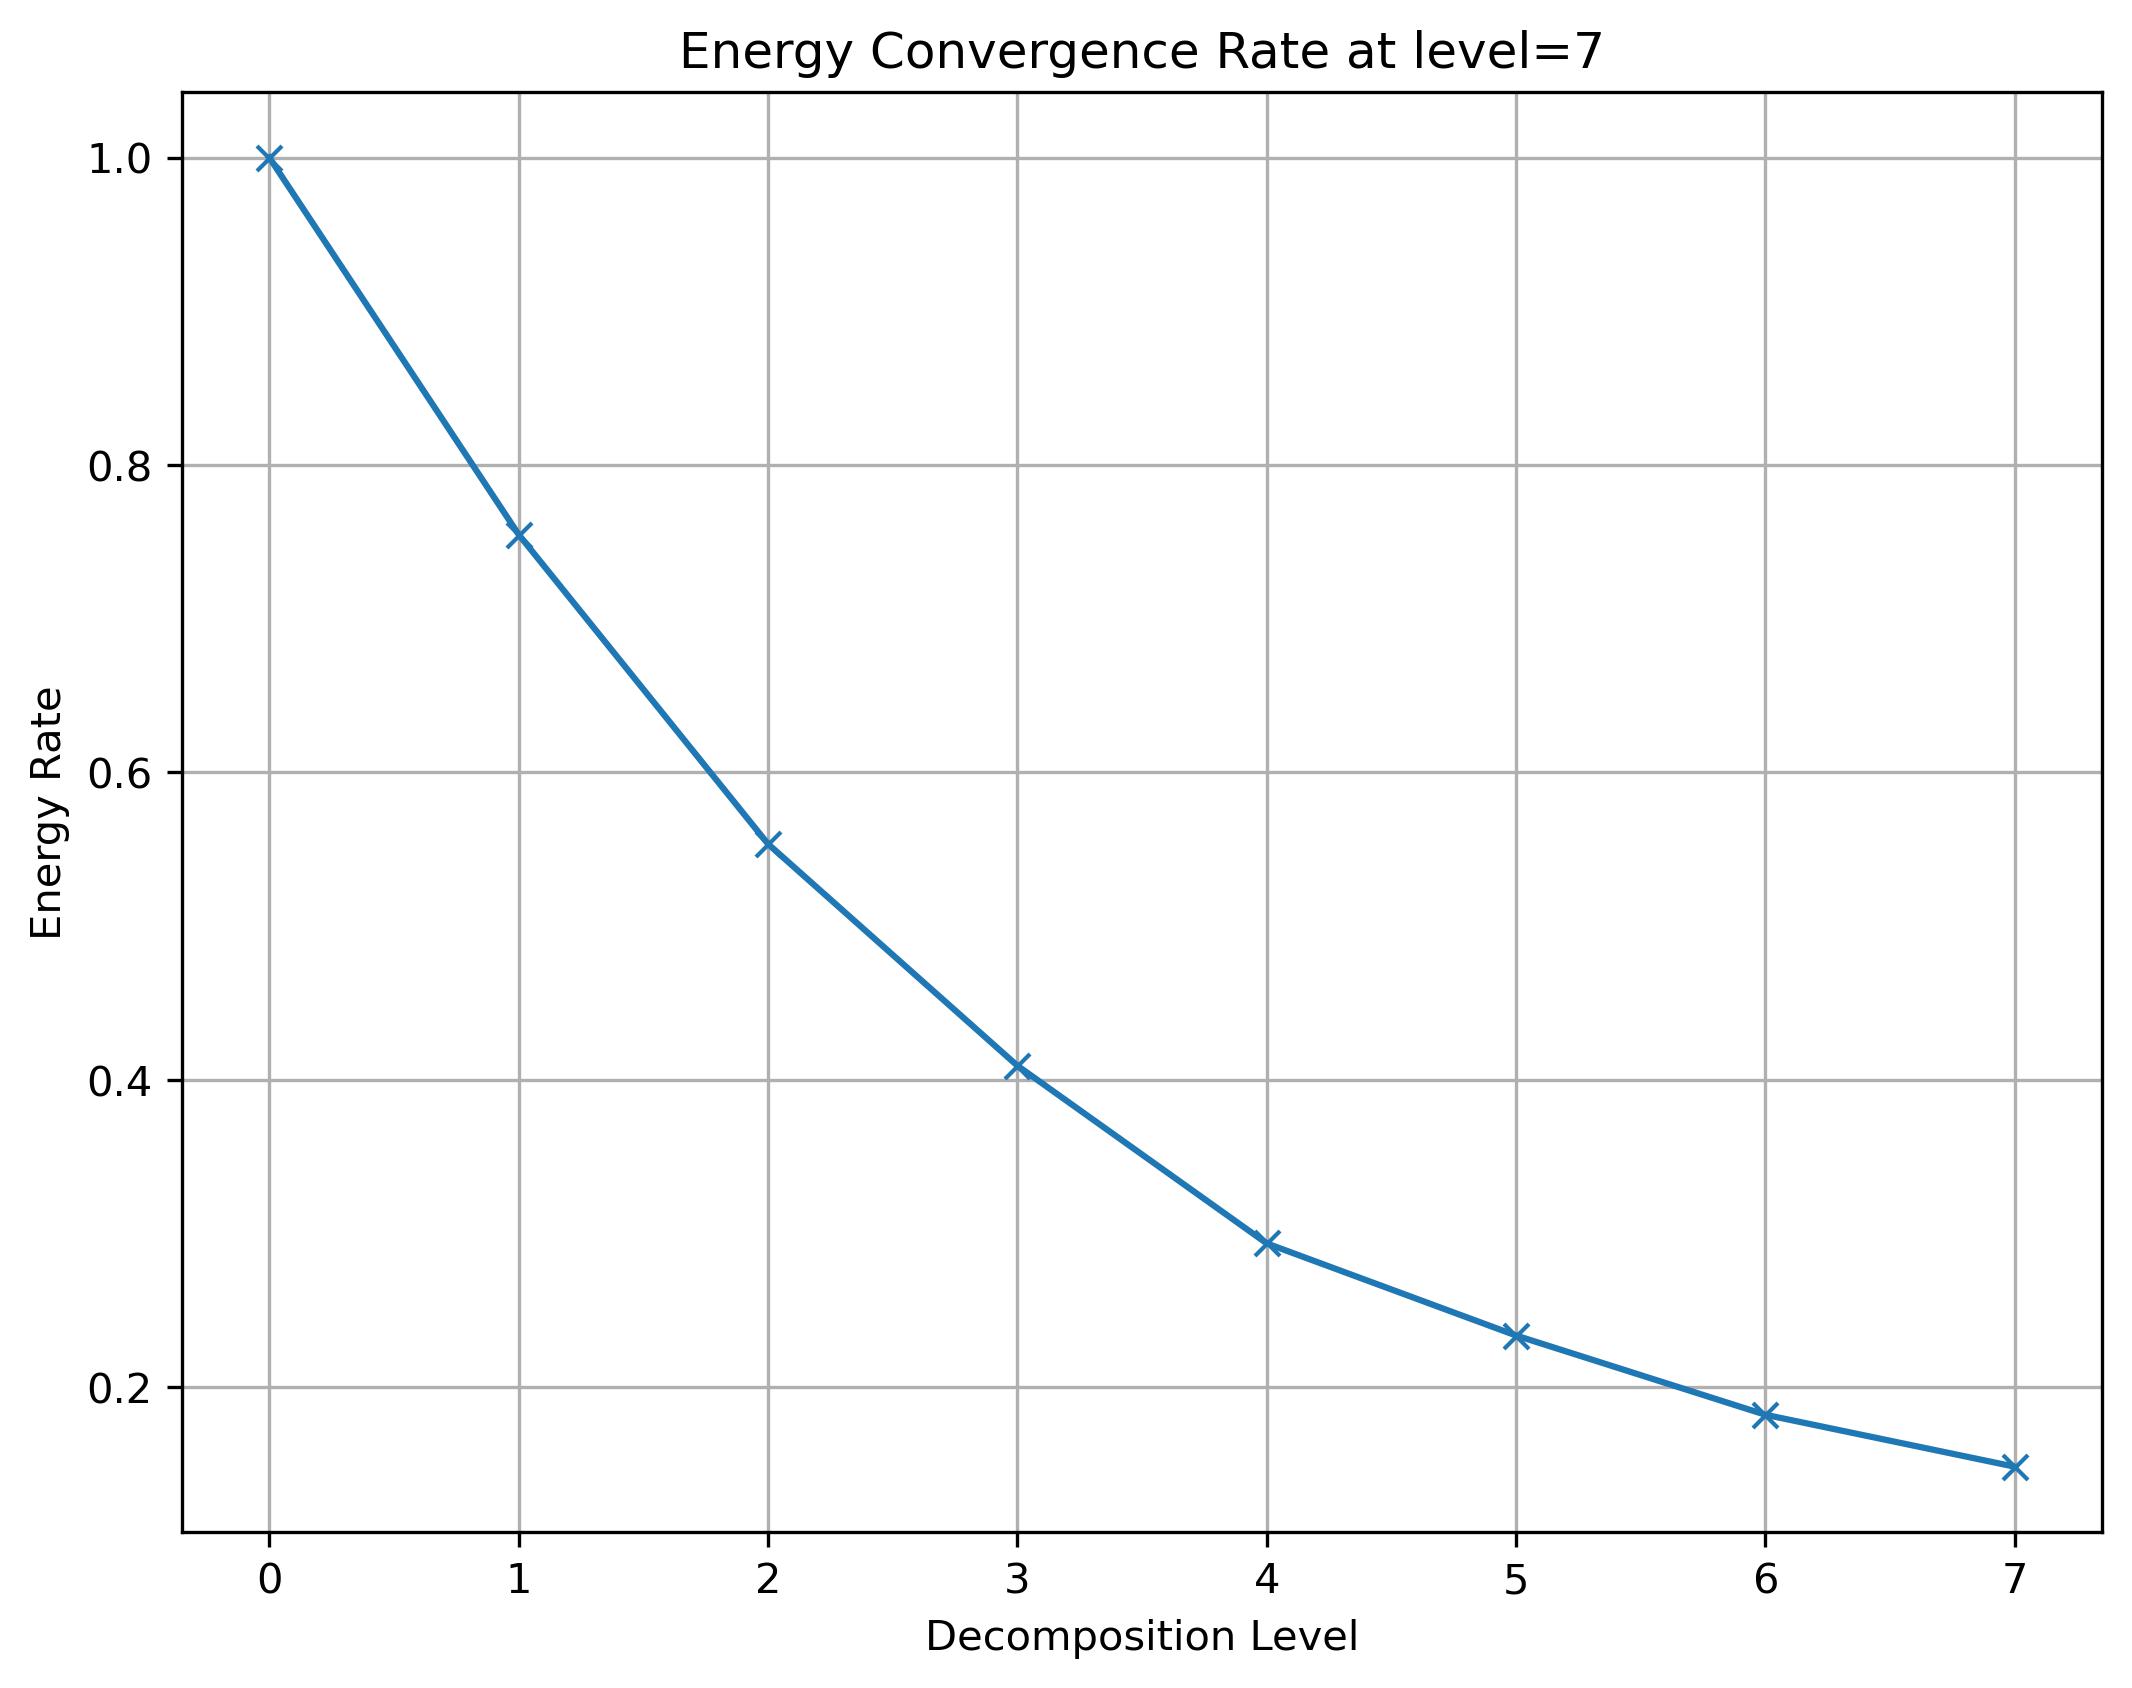 Energy Convergence Rate at level=7
1.0
0.8
0.6
0.4
0.2
Energy Rate
0 1 2 3 4 5 6 7
Decomposition Level